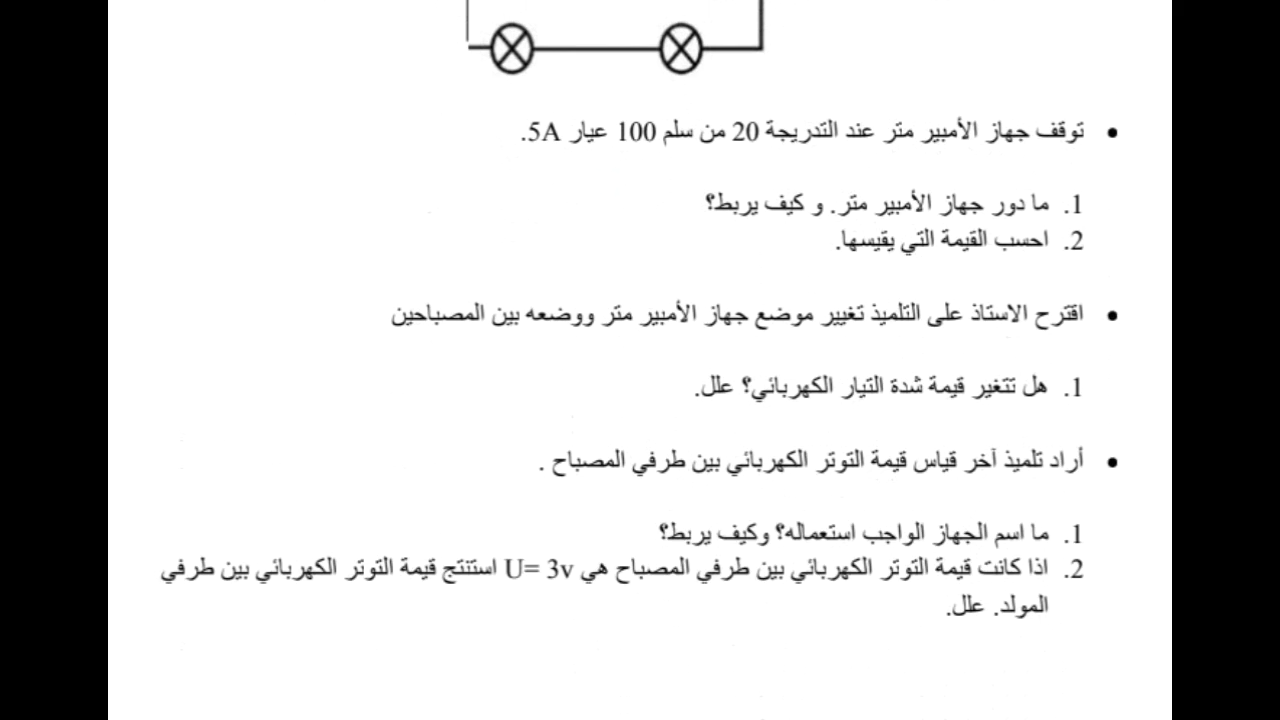 • توقف جهاز الأمبير متر عند التدريجة 20 من سلم 100 عيار 5A.
1. ما دور جهاز الأمبير متر. و كيف يربط؟
2. احسب القيمة التي يقيسها.
• اقترح الاستاذ على التلميذ تغيير موضع جهاز الأمبير متر ووضعه بين المصباحين
1. هل تتغير قيمة شدة التيار الكهربائي؟ علل.
• أراد تلميذ آخر قياس قيمة التوتر الكهربائي بين طرفي المصباح .
1. ما اسم الجهاز الواجب استعماله؟ وكيف يربط؟
2. اذا كانت قيمة التوتر الكهربائي بين طرفي المصباح هي U= 3v استنتج قيمة التوتر الكهربائي بين طرفي
المولد. علل.